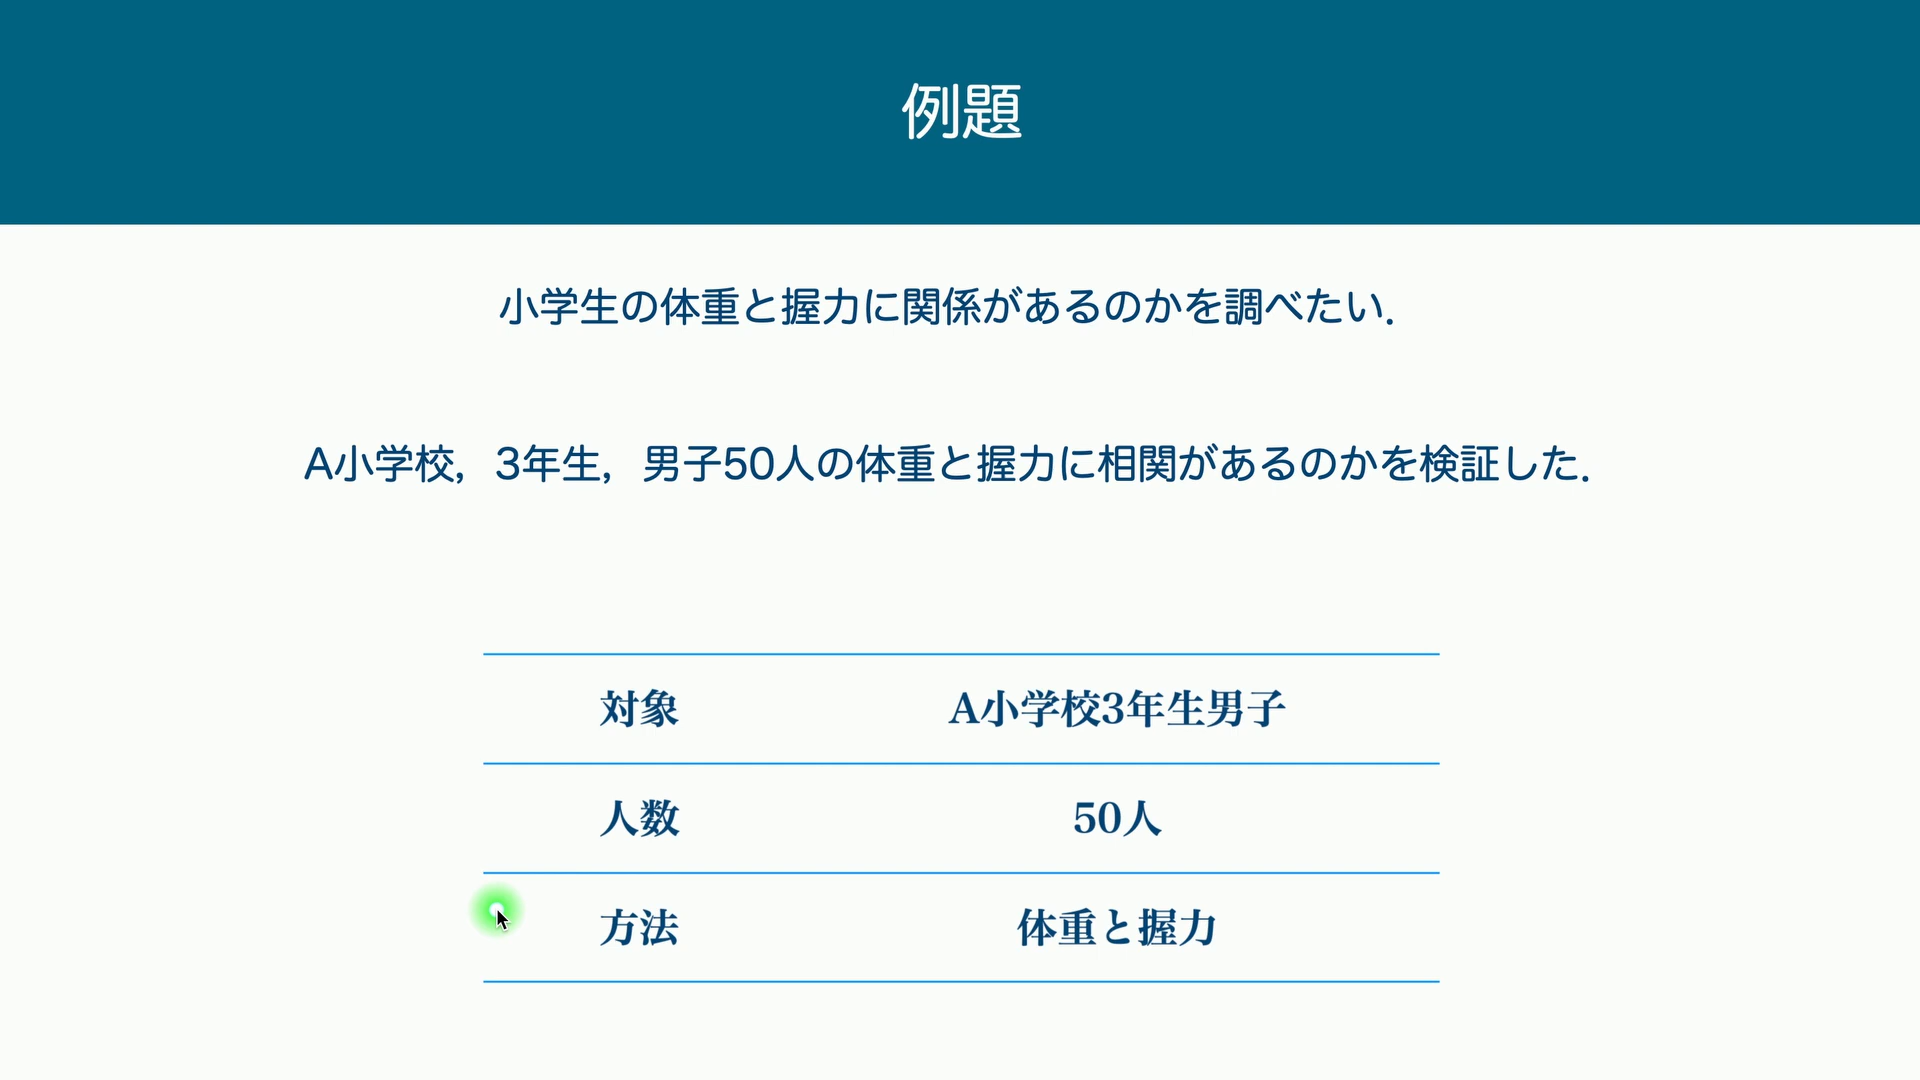 例題
小学生の体重と握力に関係があるのかを調べたい.
A小学校，3年生，男子50人の体重と握力に相関があるのかを検証した.
対象 A小学校3年生男子
人数 50人
方法 体重と握力